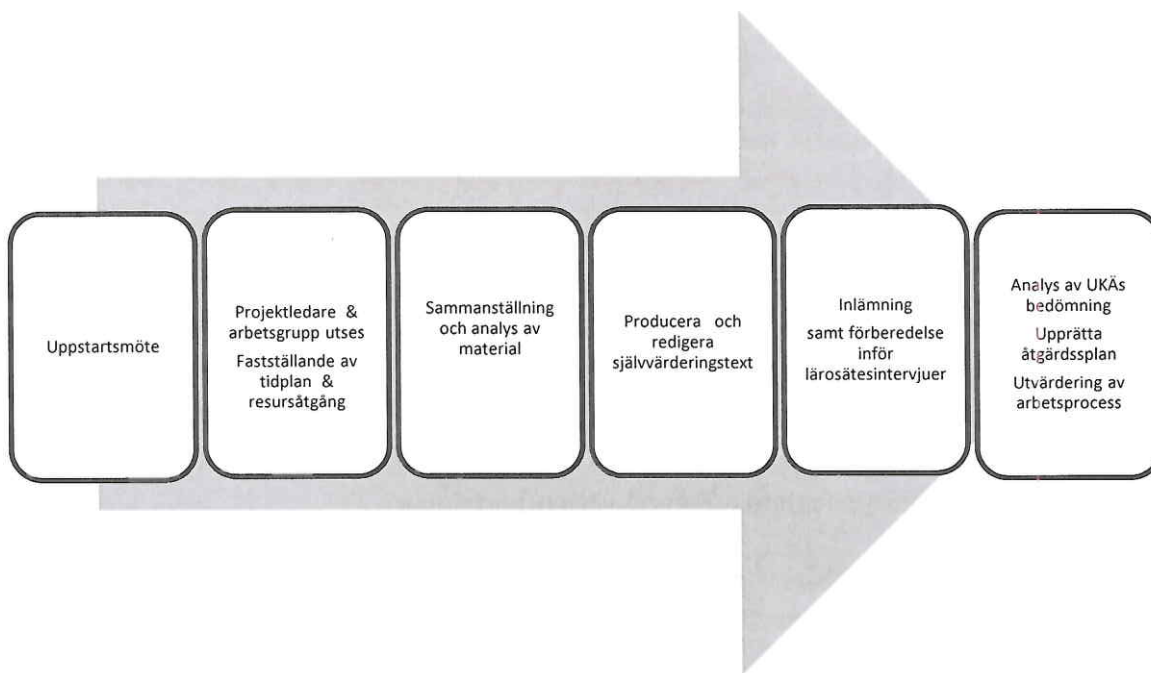 Uppstartsmöte
Projektledare &
arbetsgrupp utses
Fastställande av
tidplan &
resursåtgång
Sammanställning
och analys av
material
Producera och
redigera
självvärderingstext
Inlämning
samt förberedelse
inför
lärosätesintervjuer
Analys av UKÄs
bedömning
Upprätta
åtgärdssplan
Utvärdering av
arbetsprocess